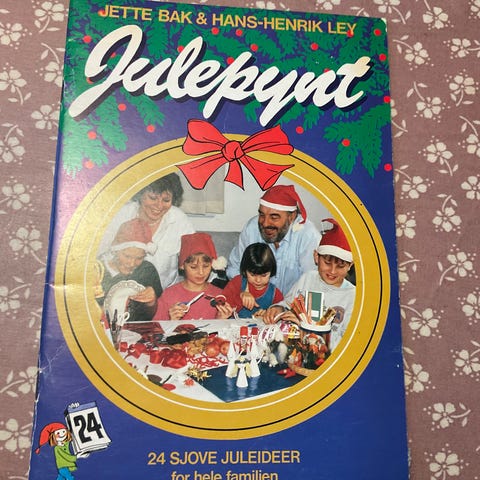 JETTE BAK & HANS-HENRIK LEY
Julepynt
24
24 SJOVE JULEIDEER
for hele familien